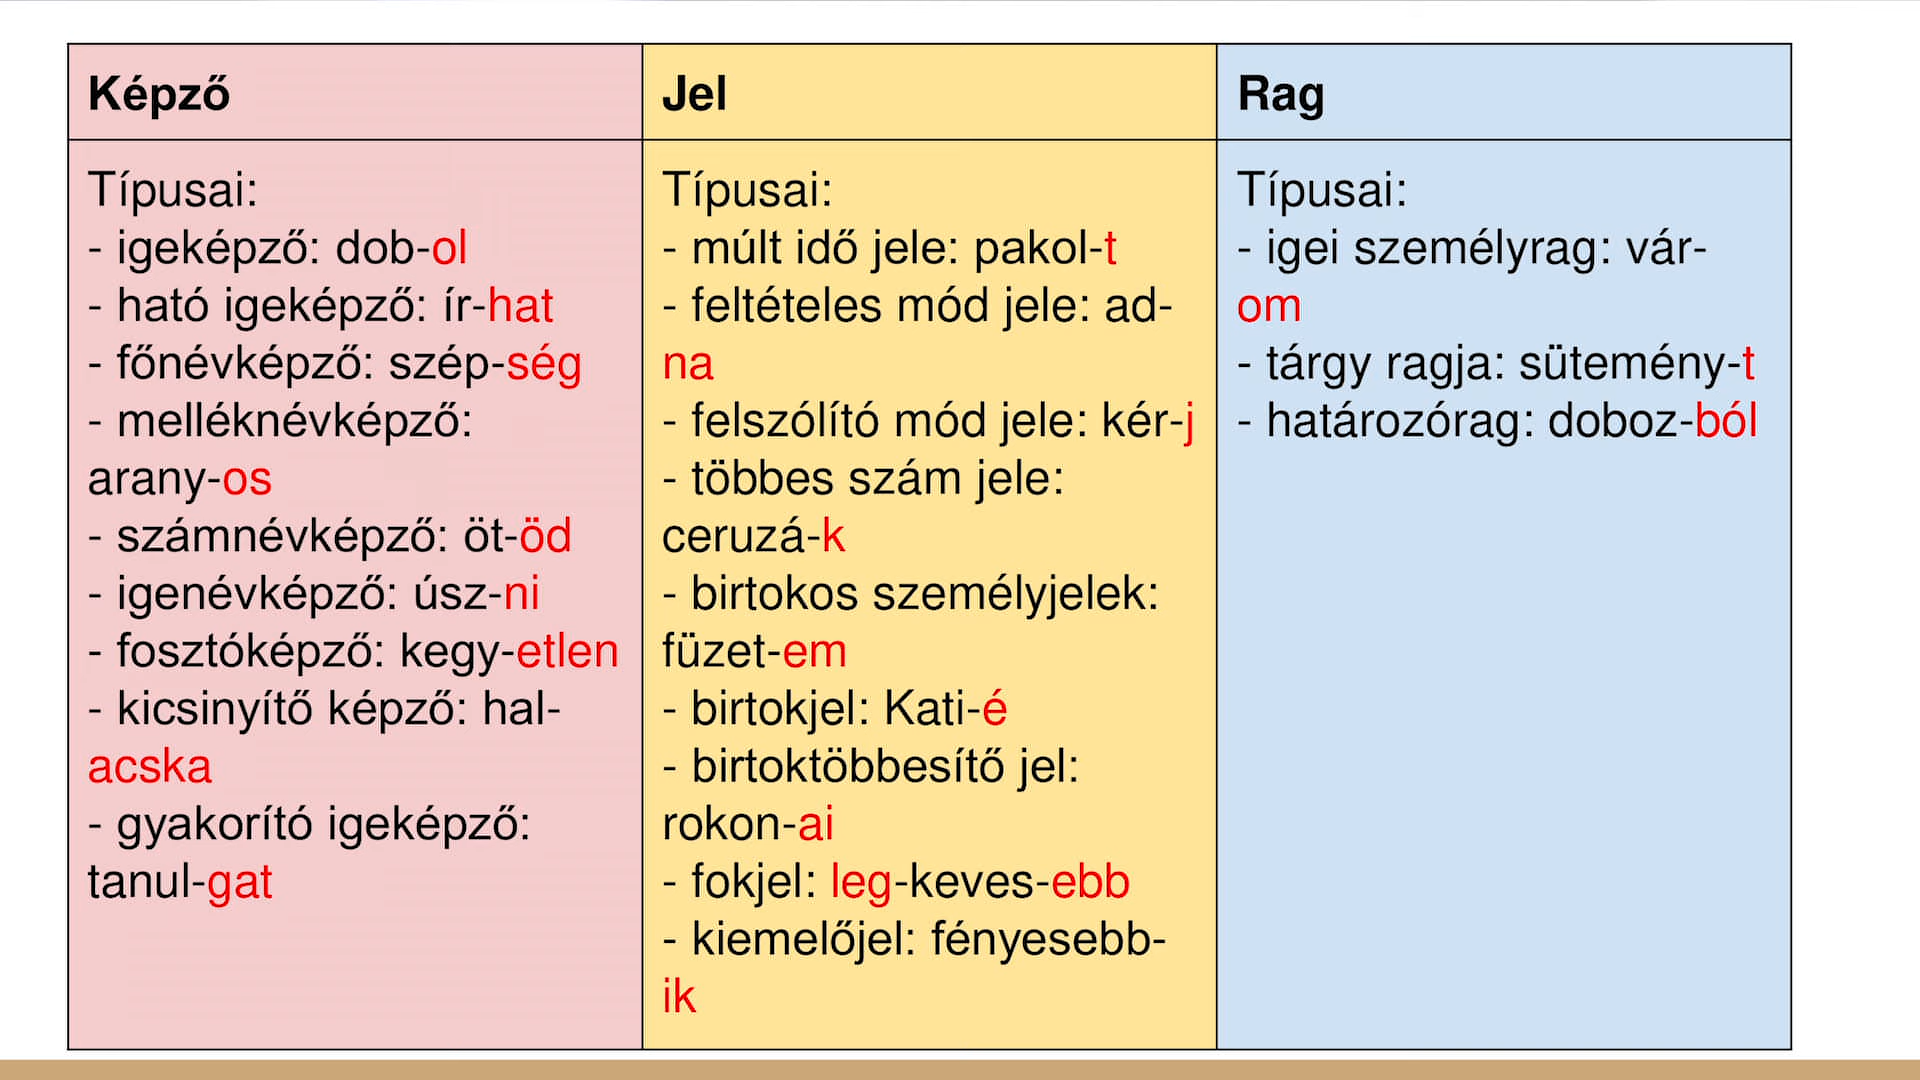 Képző
Típusai:
- igeképző: dob-ol
- ható igeképző: ír-hat
- főnévképző: szép-ség
- melléknévképző:
arany-os
- számnévképző: öt-öd
- igenévképző: úsz-ni
- fosztóképző: kegy-etlen
- kicsinyítő képző: hal-
acska
- gyakorító igeképző:
tanul-gat
Jel
Típusai:
- múlt idő jele: pakol-t
- feltételes mód jele: ad-
na
- felszólító mód jele: kér-j
- többes szám jele:
ceruzá-k
- birtokos személyjelek:
füzet-em
- birtokjel: Kati-é
- birtoktöbbesítő jel:
rokon-ai
- fokjel: leg-keves-ebb
- kiemelőjel: fényesebb-
ik
Rag
Típusai:
- igei személyrag: vár-
om
- tárgy ragja: sütemény-t
- határozórag: doboz-ból